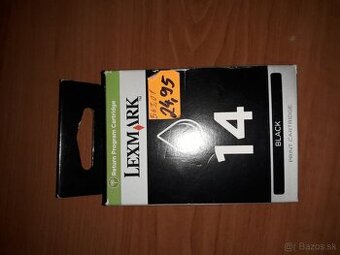 Return Program Cartridge
LEXMARK
24,95
14
BLACK
PRINT CARTRIDGE
Bazos.sk